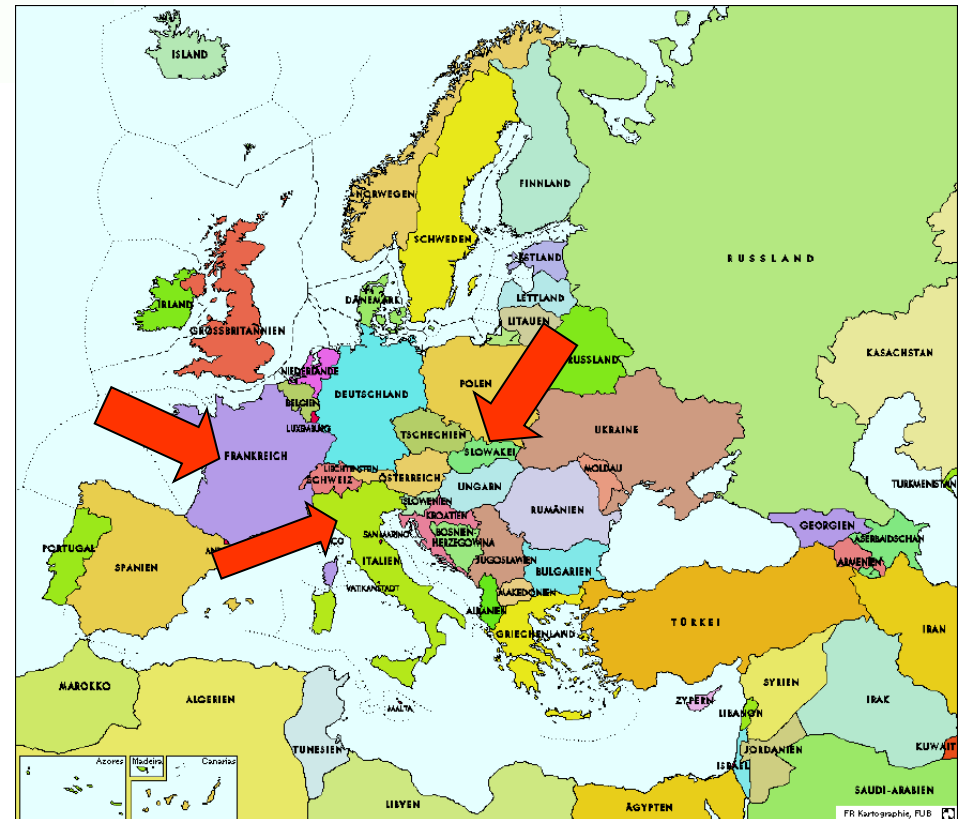 ISLAND
NORWEGEN
SCHWEDEN
FINNLAND
ESTLAND
LETTLAND
LITAUEN
RUSSLAND
DÄNEMARK
IRLAND
GROSSBRITANNIEN
NIEDERLANDE
BELGIEN
LUXEMBURG
DEUTSCHLAND
POLEN
RUSSLAND
KASACHSTAN
TSCHECHIEN
SLOWAKEI
UKRAINE
FRANKREICH
LIECHTENSTEIN
SCHWEIZ
ÖSTERREICH
UNGARN
MOLDAU
RUMÄNIEN
TURKMENISTAN
SLOWENIEN
KROATIEN
BOSNIEN
HERZEGOWINA
JUGOSLAWIEN
SAN MARINO
ITALIEN
VATIKANSTADT
BULGARIEN
MAKEDONIEN
ALBANIEN
GRIECHENLAND
GEORGIEN
ASERBAIDSCHAN
ARMENIEN
PORTUGAL
SPANIEN
TÜRKEI
IRAN
MAROKKO
ALGERIEN
TUNESIEN
MALTA
ZYPERN
SYRIEN
LIBANON
IRAK
ISRAEL
JORDANIEN
KUWAIT
LIBYEN
ÄGYPTEN
SAUDI-ARABIEN
Azores
Madeira
Canarias
FR Kartographie, FUB